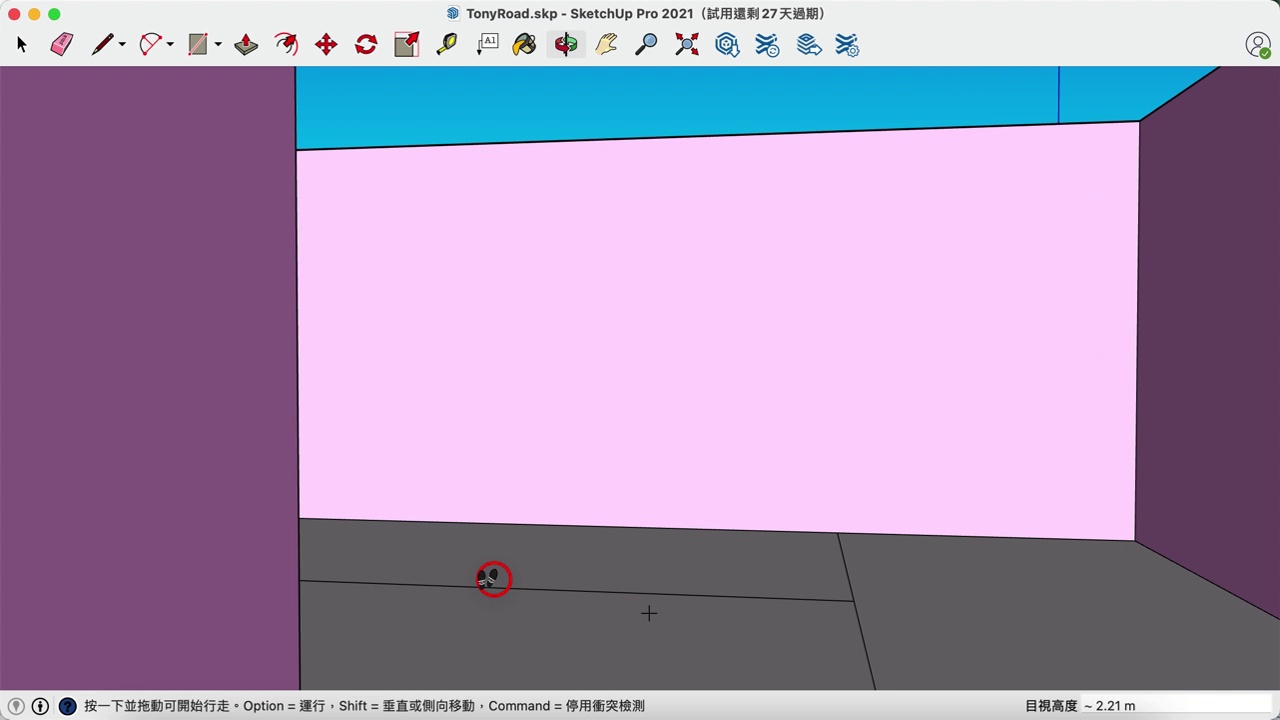 TonyRoad.skp - SketchUp Pro 2021（試用還剩 27 天過期）
A1
按一下並拖動可開始行走。Option = 運行，Shift = 垂直或側向移動，Command = 停用衝突檢測
目視高度 ~ 2.21 m